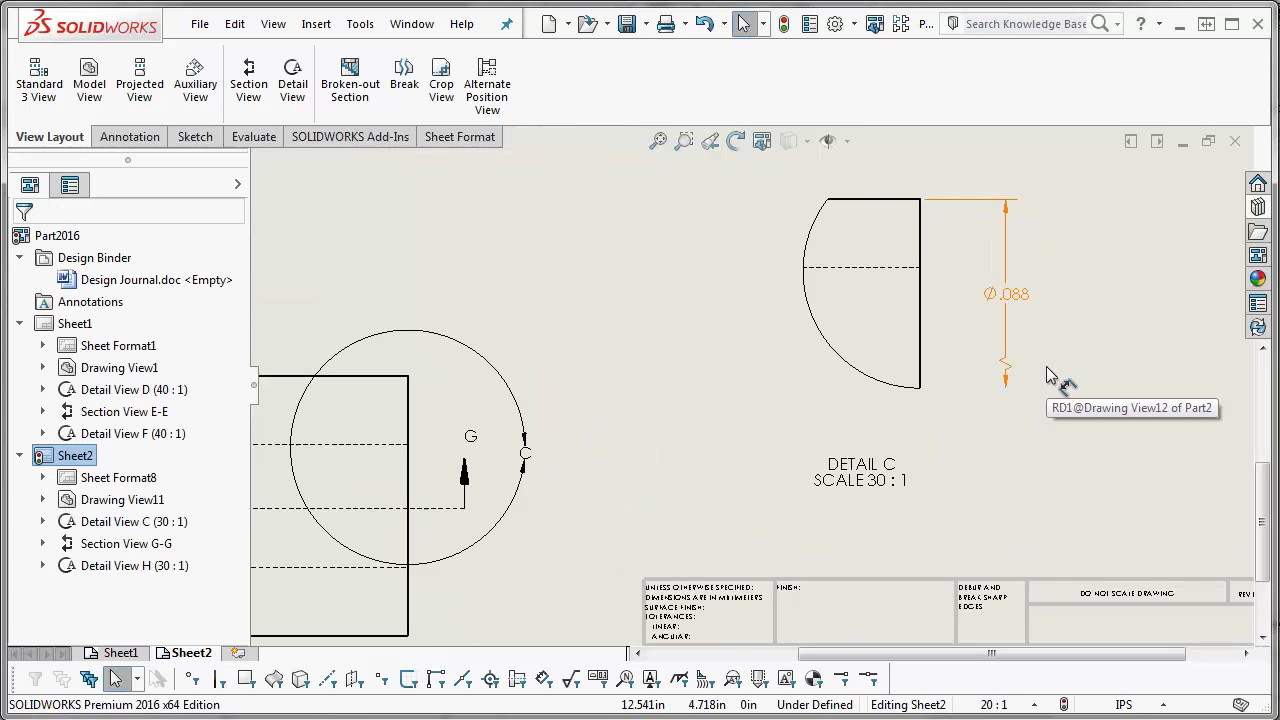 SOLIDWORKS
File Edit View Insert Tools Window Help
P... Search Knowledge Base
Standard 3 View
Model View
Projected View
Auxiliary View
Section View
Detail View
Broken-out Section
Break
Crop View
Alternate Position View
View Layout Annotation Sketch Evaluate SOLIDWORKS Add-Ins Sheet Format
Part2016
Design Binder
Design Journal.doc <Empty>
Annotations
Sheet1
Sheet Format1
Drawing View1
Detail View D (40 : 1)
Section View E-E
Detail View F (40 : 1)
Sheet2
Sheet Format8
Drawing View11
Detail View C (30 : 1)
Section View G-G
Detail View H (30 : 1)
G
C
Ø.088
RD1@Drawing View12 of Part2
DETAIL C
SCALE 30 : 1
UNLESS OTHERWISE SPECIFIED:
DIMENSIONS ARE IN MILLIMETERS
SURFACE FINISH:
TOLERANCES:
LINEAR:
ANGULAR:
FINISH:
DEBUR AND
BREAK SHARP
EDGES
DO NOT SCALE DRAWING
REV
Sheet1 Sheet2
SOLIDWORKS Premium 2016 x64 Edition 12.541in 4.718in 0in Under Defined Editing Sheet2 20 : 1 IPS